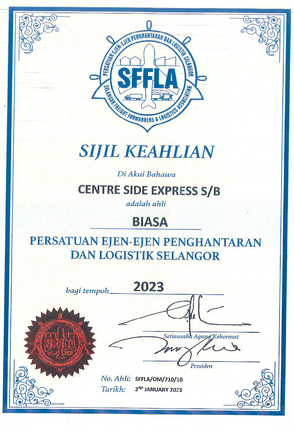 PERSATUAN EJEN-EJEN PENGHANTARAN DAN LOGISTIK SELANGOR
SFFLA
SELANGOR FREIGHT FORWARDERS & LOGISTICS ASSOCIATION
SIJIL KEAHLIAN
Di Akui Bahawa
CENTRE SIDE EXPRESS S/B
adalah ahli
BIASA
PERSATUAN EJEN-EJEN PENGHANTARAN
DAN LOGISTIK SELANGOR
bagi tempoh 2023
Setiausaha Agung Kehormat
Presiden
No. Ahli: SFFLA/OM/710/10
Tarikh: 2ND JANUARY 2023